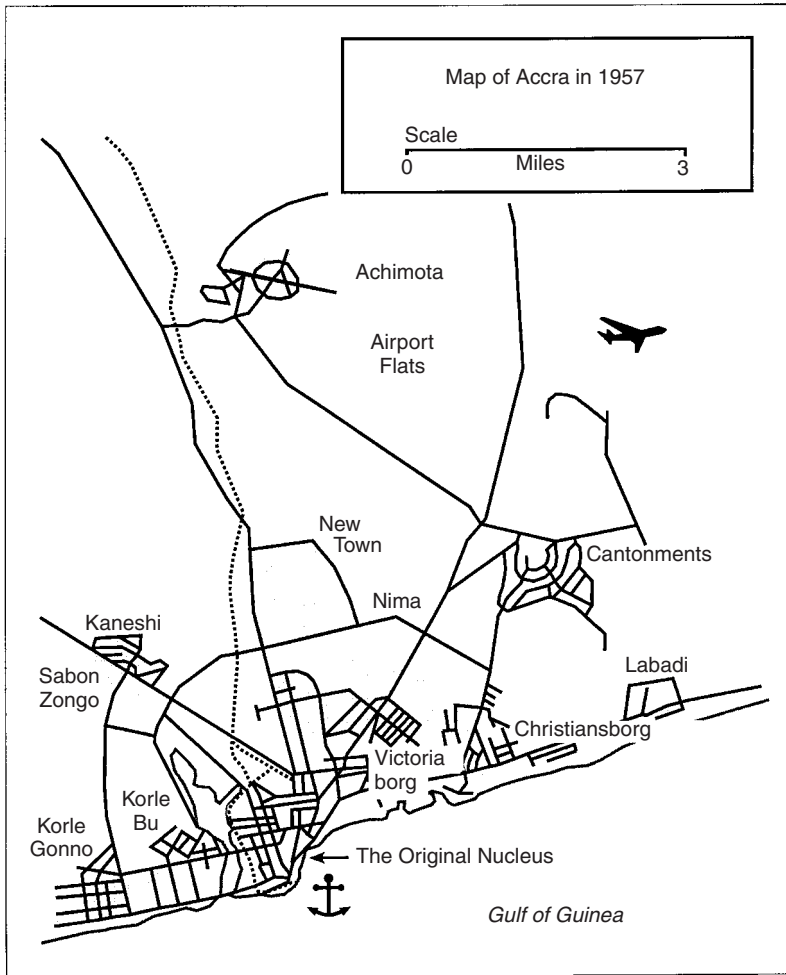 Map of Accra in 1957
Scale
0 Miles 3
Achimota
Airport
Flats
New
Town
Cantonments
Nima
Kaneshi
Sabon
Zongo
Labadi
Christiansborg
Victoria
borg
Korle
Bu
Korle
Gonno
The Original Nucleus
Gulf of Guinea